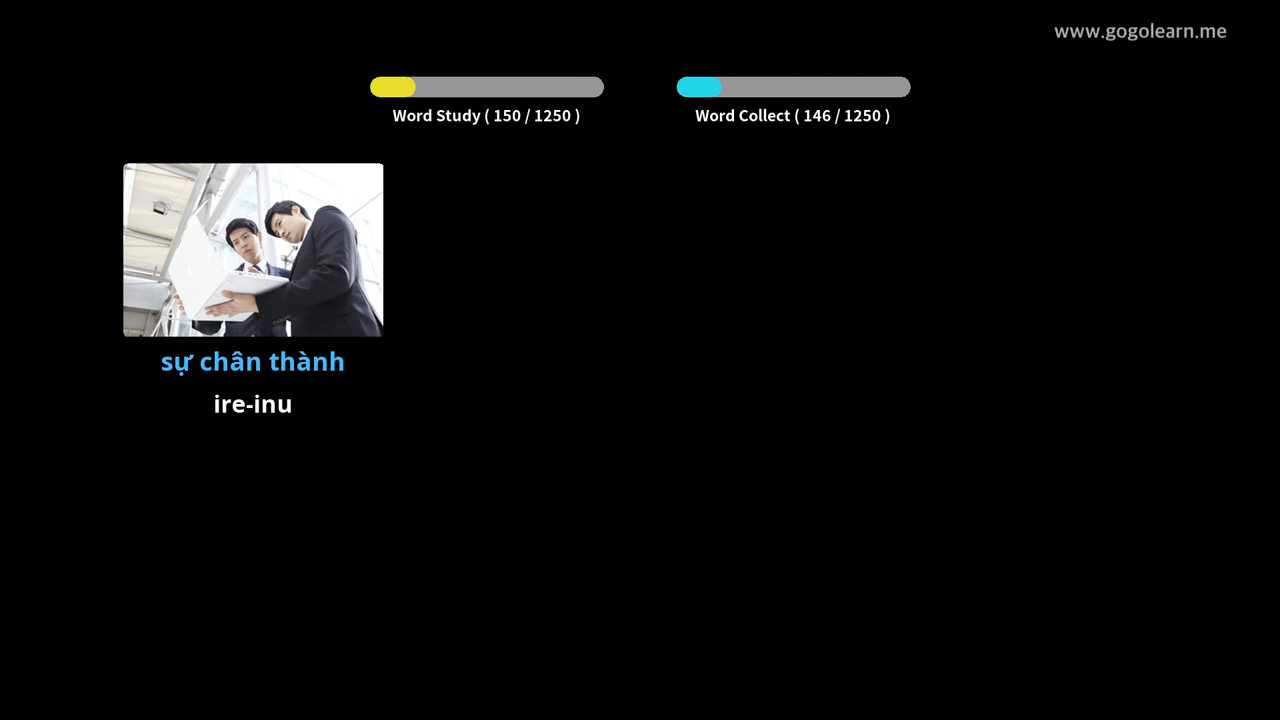 www.gogolearn.me
Word Study ( 150 / 1250 )
Word Collect ( 146 / 1250 )
sự chân thành
ire-inu